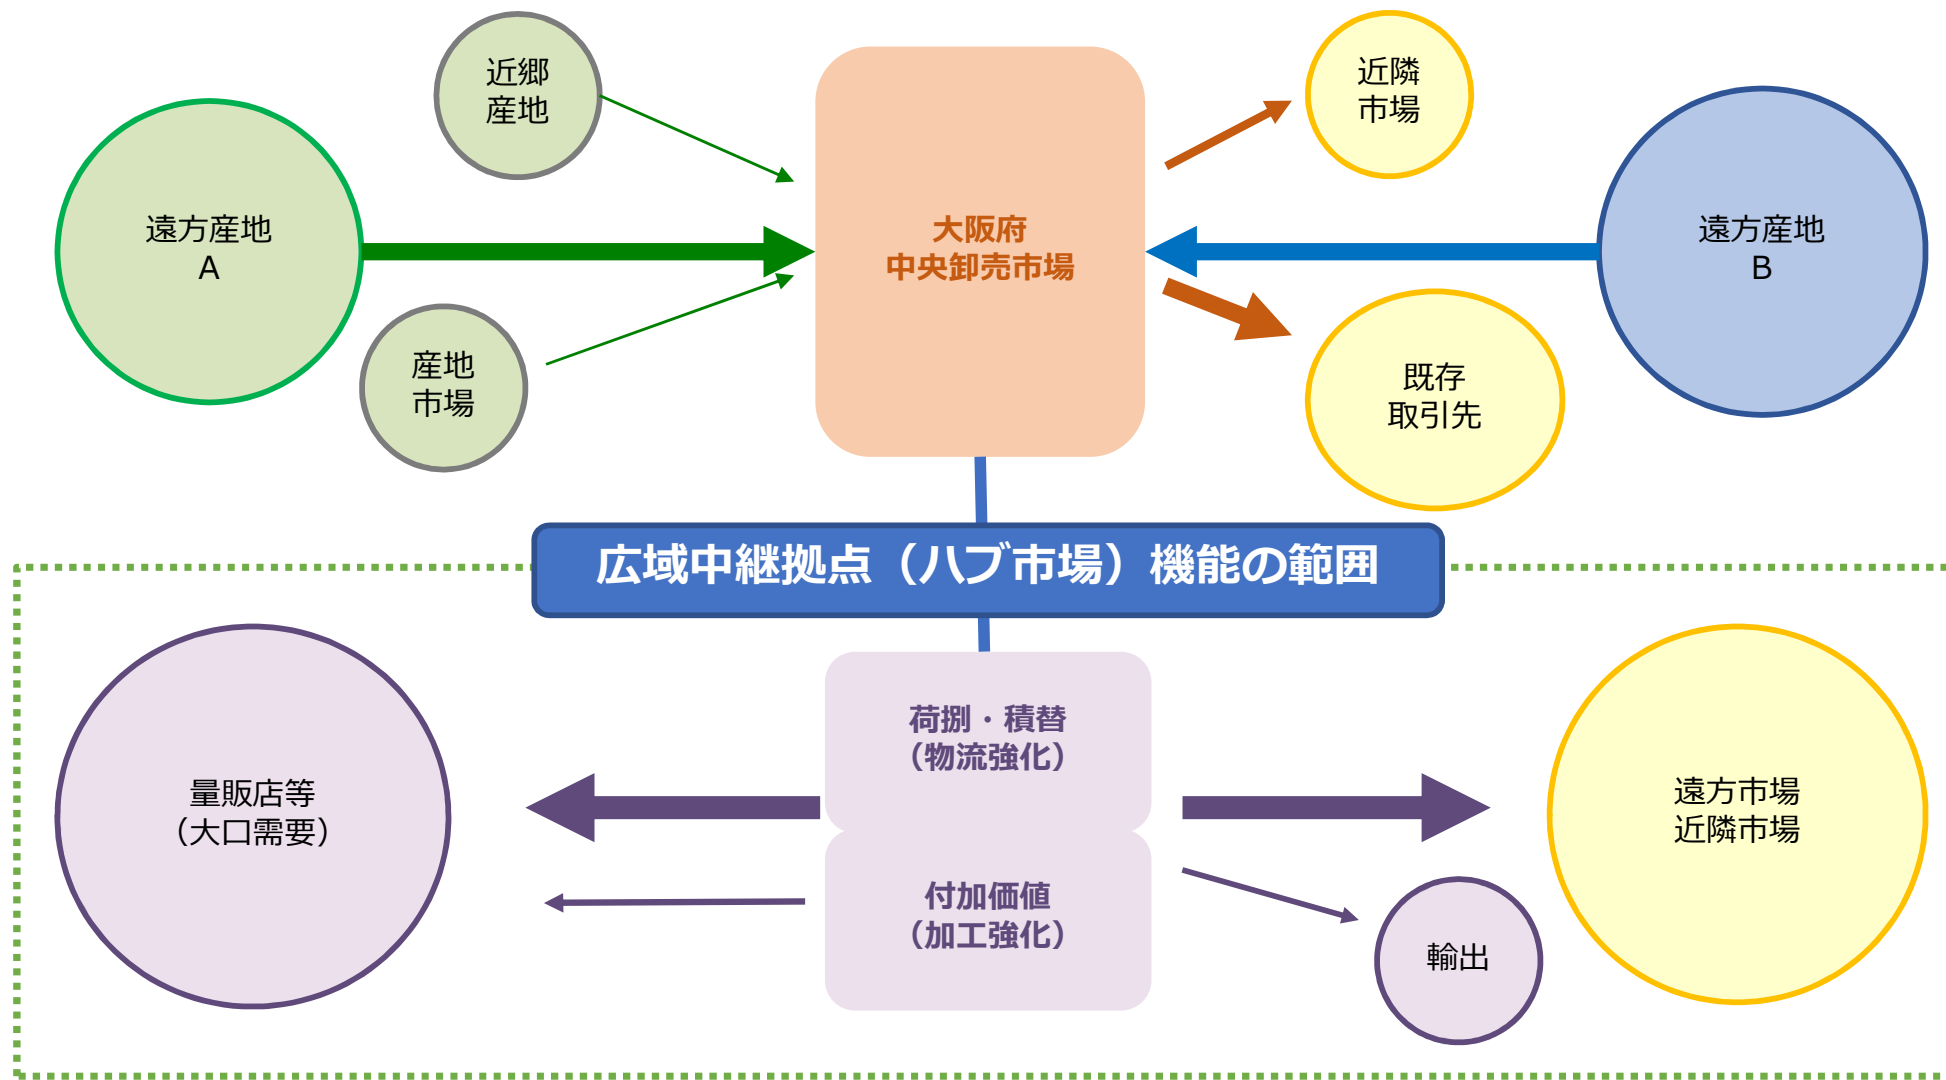 近郷
産地
近隣
市場
遠方産地
A
大阪府
中央卸売市場
遠方産地
B
産地
市場
既存
取引先
広域中継拠点（ハブ市場）機能の範囲
荷捌・積替
（物流強化）
量販店等
（大口需要）
遠方市場
近隣市場
付加価値
（加工強化）
輸出